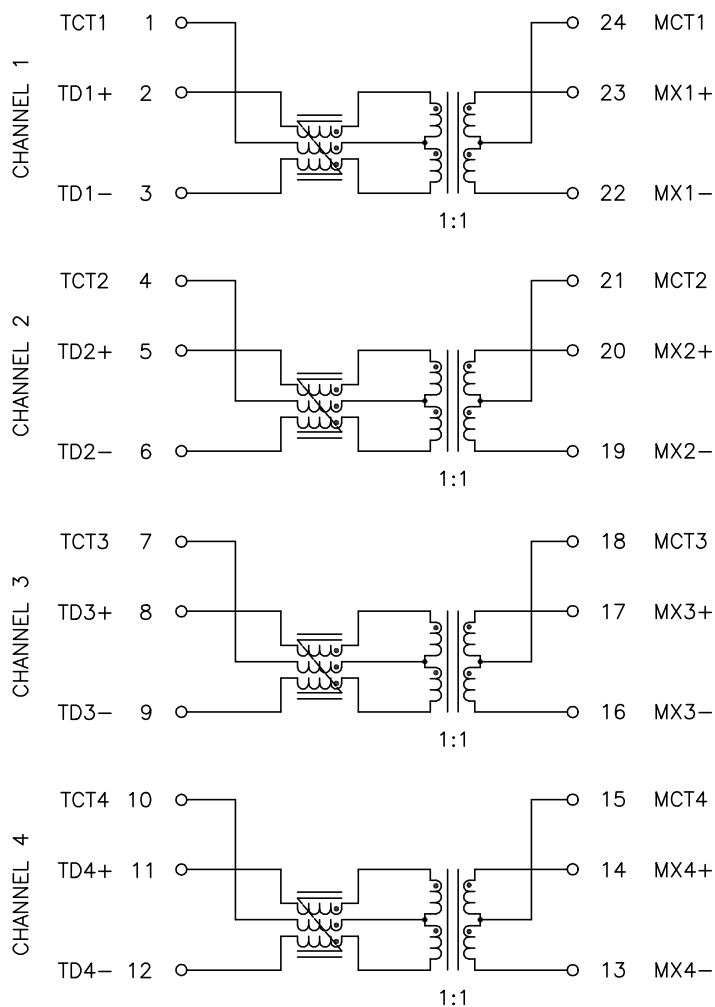 CHANNEL 1
TCT1 1 24 MCT1
TD1+ 2 23 MX1+
TD1− 3 22 MX1−
1:1
CHANNEL 2
TCT2 4 21 MCT2
TD2+ 5 20 MX2+
TD2− 6 19 MX2−
1:1
CHANNEL 3
TCT3 7 18 MCT3
TD3+ 8 17 MX3+
TD3− 9 16 MX3−
1:1
CHANNEL 4
TCT4 10 15 MCT4
TD4+ 11 14 MX4+
TD4− 12 13 MX4−
1:1